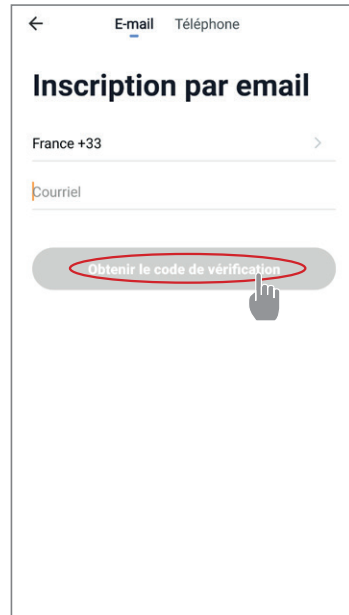 E-mail Téléphone
Inscription par email
France +33
Courriel
Obtenir le code de vérification